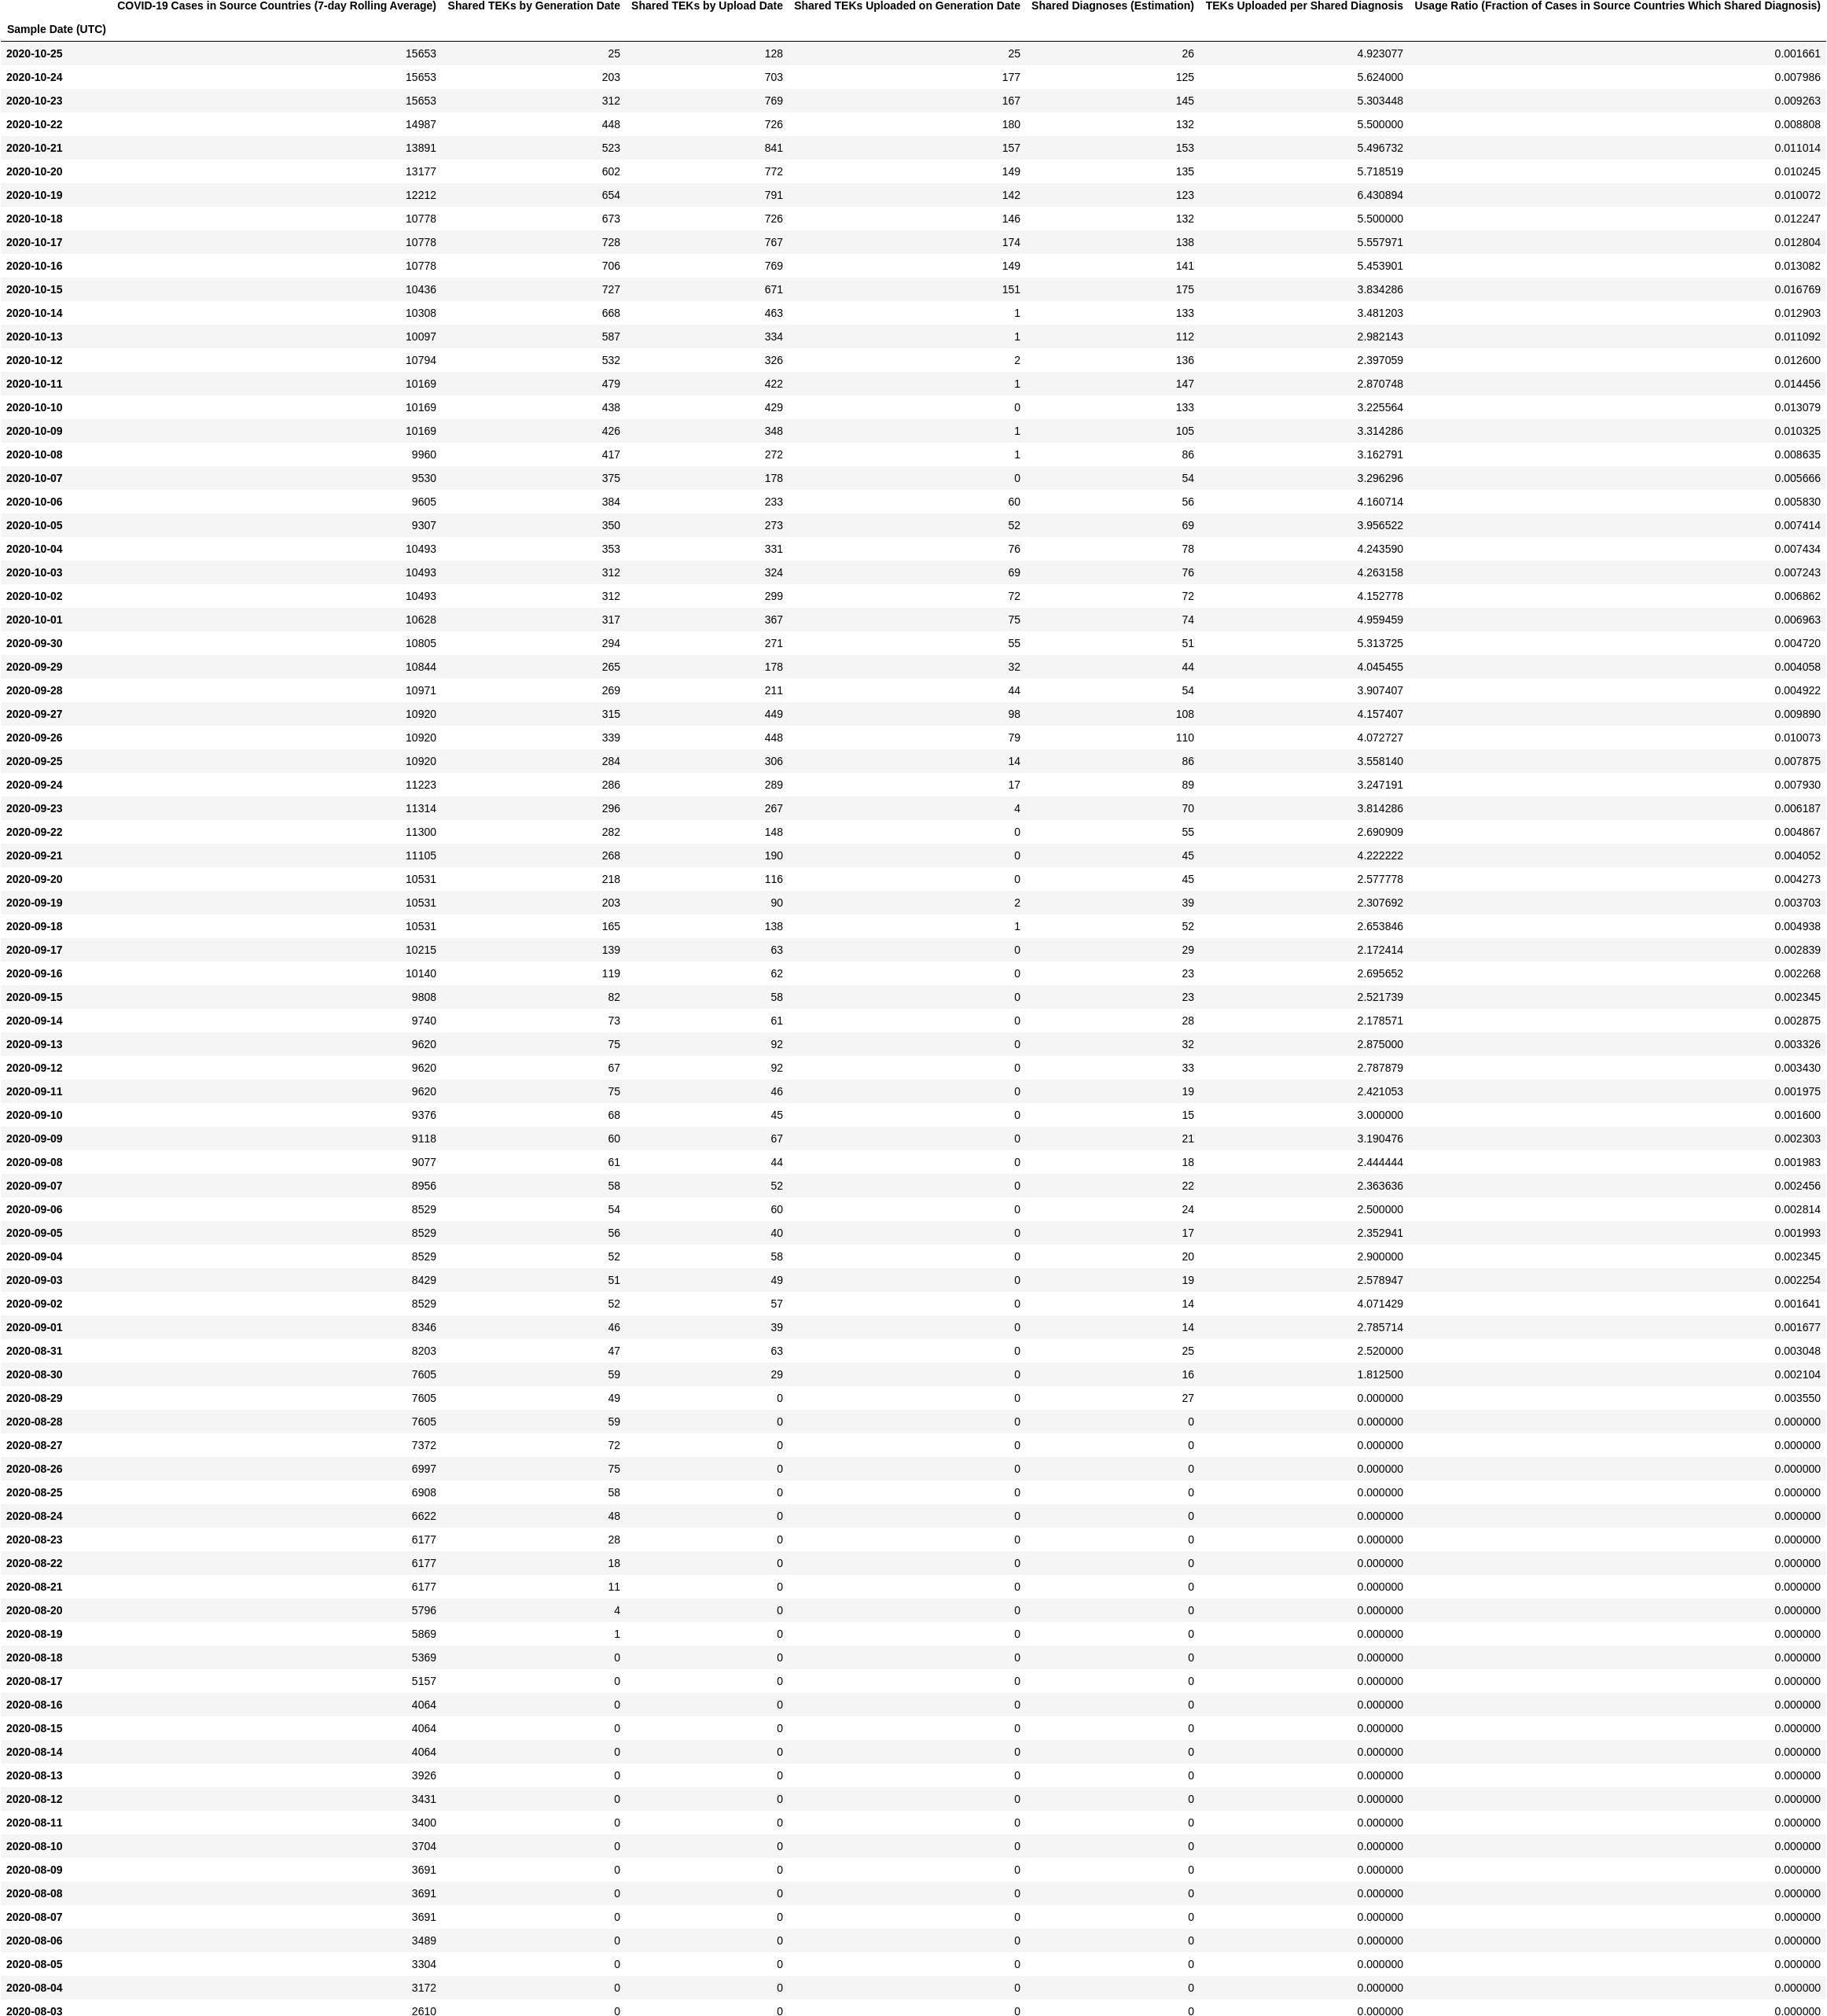 COVID-19 Cases in Source Countries (7-day Rolling Average) Shared TEKs by Generation Date Shared TEKs by Upload Date Shared TEKs Uploaded on Generation Date Shared Diagnoses (Estimation) TEKs Uploaded per Shared Diagnosis Usage Ratio (Fraction of Cases in Source Countries Which Shared Diagnosis)
Sample Date (UTC)
2020-10-25 15653 25 128 25 26 4.923077 0.001661
2020-10-24 15653 203 703 177 125 5.624000 0.007986
2020-10-23 15653 312 769 167 145 5.303448 0.009263
2020-10-22 14987 448 726 180 132 5.500000 0.008808
2020-10-21 13891 523 841 157 153 5.496732 0.011014
2020-10-20 13177 602 772 149 135 5.718519 0.010245
2020-10-19 12212 654 791 142 123 6.430894 0.010072
2020-10-18 10778 673 726 146 132 5.500000 0.012247
2020-10-17 10778 728 767 174 138 5.557971 0.012804
2020-10-16 10778 706 769 149 141 5.453901 0.013082
2020-10-15 10436 727 671 151 175 3.834286 0.016769
2020-10-14 10308 668 463 1 133 3.481203 0.012903
2020-10-13 10097 587 334 1 112 2.982143 0.011092
2020-10-12 10794 532 326 2 136 2.397059 0.012600
2020-10-11 10169 479 422 1 147 2.870748 0.014456
2020-10-10 10169 438 429 0 133 3.225564 0.013079
2020-10-09 10169 426 348 1 105 3.314286 0.010325
2020-10-08 9960 417 272 1 86 3.162791 0.008635
2020-10-07 9530 375 178 0 54 3.296296 0.005666
2020-10-06 9605 384 233 60 56 4.160714 0.005830
2020-10-05 9307 350 273 52 69 3.956522 0.007414
2020-10-04 10493 353 331 76 78 4.243590 0.007434
2020-10-03 10493 312 324 69 76 4.263158 0.007243
2020-10-02 10493 312 299 72 72 4.152778 0.006862
2020-10-01 10628 317 367 75 74 4.959459 0.006963
2020-09-30 10805 294 271 55 51 5.313725 0.004720
2020-09-29 10844 265 178 32 44 4.045455 0.004058
2020-09-28 10971 269 211 44 54 3.907407 0.004922
2020-09-27 10920 315 449 98 108 4.157407 0.009890
2020-09-26 10920 339 448 79 110 4.072727 0.010073
2020-09-25 10920 284 306 14 86 3.558140 0.007875
2020-09-24 11223 286 289 17 89 3.247191 0.007930
2020-09-23 11314 296 267 4 70 3.814286 0.006187
2020-09-22 11300 282 148 0 55 2.690909 0.004867
2020-09-21 11105 268 190 0 45 4.222222 0.004052
2020-09-20 10531 218 116 0 45 2.577778 0.004273
2020-09-19 10531 203 90 2 39 2.307692 0.003703
2020-09-18 10531 165 138 1 52 2.653846 0.004938
2020-09-17 10215 139 63 0 29 2.172414 0.002839
2020-09-16 10140 119 62 0 23 2.695652 0.002268
2020-09-15 9808 82 58 0 23 2.521739 0.002345
2020-09-14 9740 73 61 0 28 2.178571 0.002875
2020-09-13 9620 75 92 0 32 2.875000 0.003326
2020-09-12 9620 67 92 0 33 2.787879 0.003430
2020-09-11 9620 75 46 0 19 2.421053 0.001975
2020-09-10 9376 68 45 0 15 3.000000 0.001600
2020-09-09 9118 60 67 0 21 3.190476 0.002303
2020-09-08 9077 61 44 0 18 2.444444 0.001983
2020-09-07 8956 58 52 0 22 2.363636 0.002456
2020-09-06 8529 54 60 0 24 2.500000 0.002814
2020-09-05 8529 56 40 0 17 2.352941 0.001993
2020-09-04 8529 52 58 0 20 2.900000 0.002345
2020-09-03 8429 51 49 0 19 2.578947 0.002254
2020-09-02 8529 52 57 0 14 4.071429 0.001641
2020-09-01 8346 46 39 0 14 2.785714 0.001677
2020-08-31 8203 47 63 0 25 2.520000 0.003048
2020-08-30 7605 59 29 0 16 1.812500 0.002104
2020-08-29 7605 49 0 0 27 0.000000 0.003550
2020-08-28 7605 59 0 0 0 0.000000 0.000000
2020-08-27 7372 72 0 0 0 0.000000 0.000000
2020-08-26 6997 75 0 0 0 0.000000 0.000000
2020-08-25 6908 58 0 0 0 0.000000 0.000000
2020-08-24 6622 48 0 0 0 0.000000 0.000000
2020-08-23 6177 28 0 0 0 0.000000 0.000000
2020-08-22 6177 18 0 0 0 0.000000 0.000000
2020-08-21 6177 11 0 0 0 0.000000 0.000000
2020-08-20 5796 4 0 0 0 0.000000 0.000000
2020-08-19 5869 1 0 0 0 0.000000 0.000000
2020-08-18 5369 0 0 0 0 0.000000 0.000000
2020-08-17 5157 0 0 0 0 0.000000 0.000000
2020-08-16 4064 0 0 0 0 0.000000 0.000000
2020-08-15 4064 0 0 0 0 0.000000 0.000000
2020-08-14 4064 0 0 0 0 0.000000 0.000000
2020-08-13 3926 0 0 0 0 0.000000 0.000000
2020-08-12 3431 0 0 0 0 0.000000 0.000000
2020-08-11 3400 0 0 0 0 0.000000 0.000000
2020-08-10 3704 0 0 0 0 0.000000 0.000000
2020-08-09 3691 0 0 0 0 0.000000 0.000000
2020-08-08 3691 0 0 0 0 0.000000 0.000000
2020-08-07 3691 0 0 0 0 0.000000 0.000000
2020-08-06 3489 0 0 0 0 0.000000 0.000000
2020-08-05 3304 0 0 0 0 0.000000 0.000000
2020-08-04 3172 0 0 0 0 0.000000 0.000000
2020-08-03 2610 0 0 0 0 0.000000 0.000000